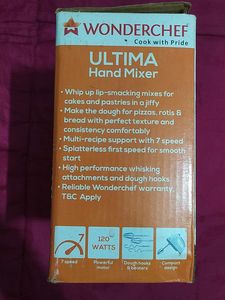 WONDERCHEF
Cook with Pride
ULTIMA
Hand Mixer
• Whip up lip-smacking mixes for
cakes and pastries in a jiffy
• Make the dough for pizzas, rotis &
bread with perfect texture and
consistency comfortably
• Multi-recipe support with 7 speed
• Splatterless first speed for smooth
start
• High performance whisking
attachments and dough hooks
• Reliable Wonderchef warranty,
T&C Apply
7
120
WATTS
7 speed
Powerful
motor
Dough hooks
& beaters
Compact
design